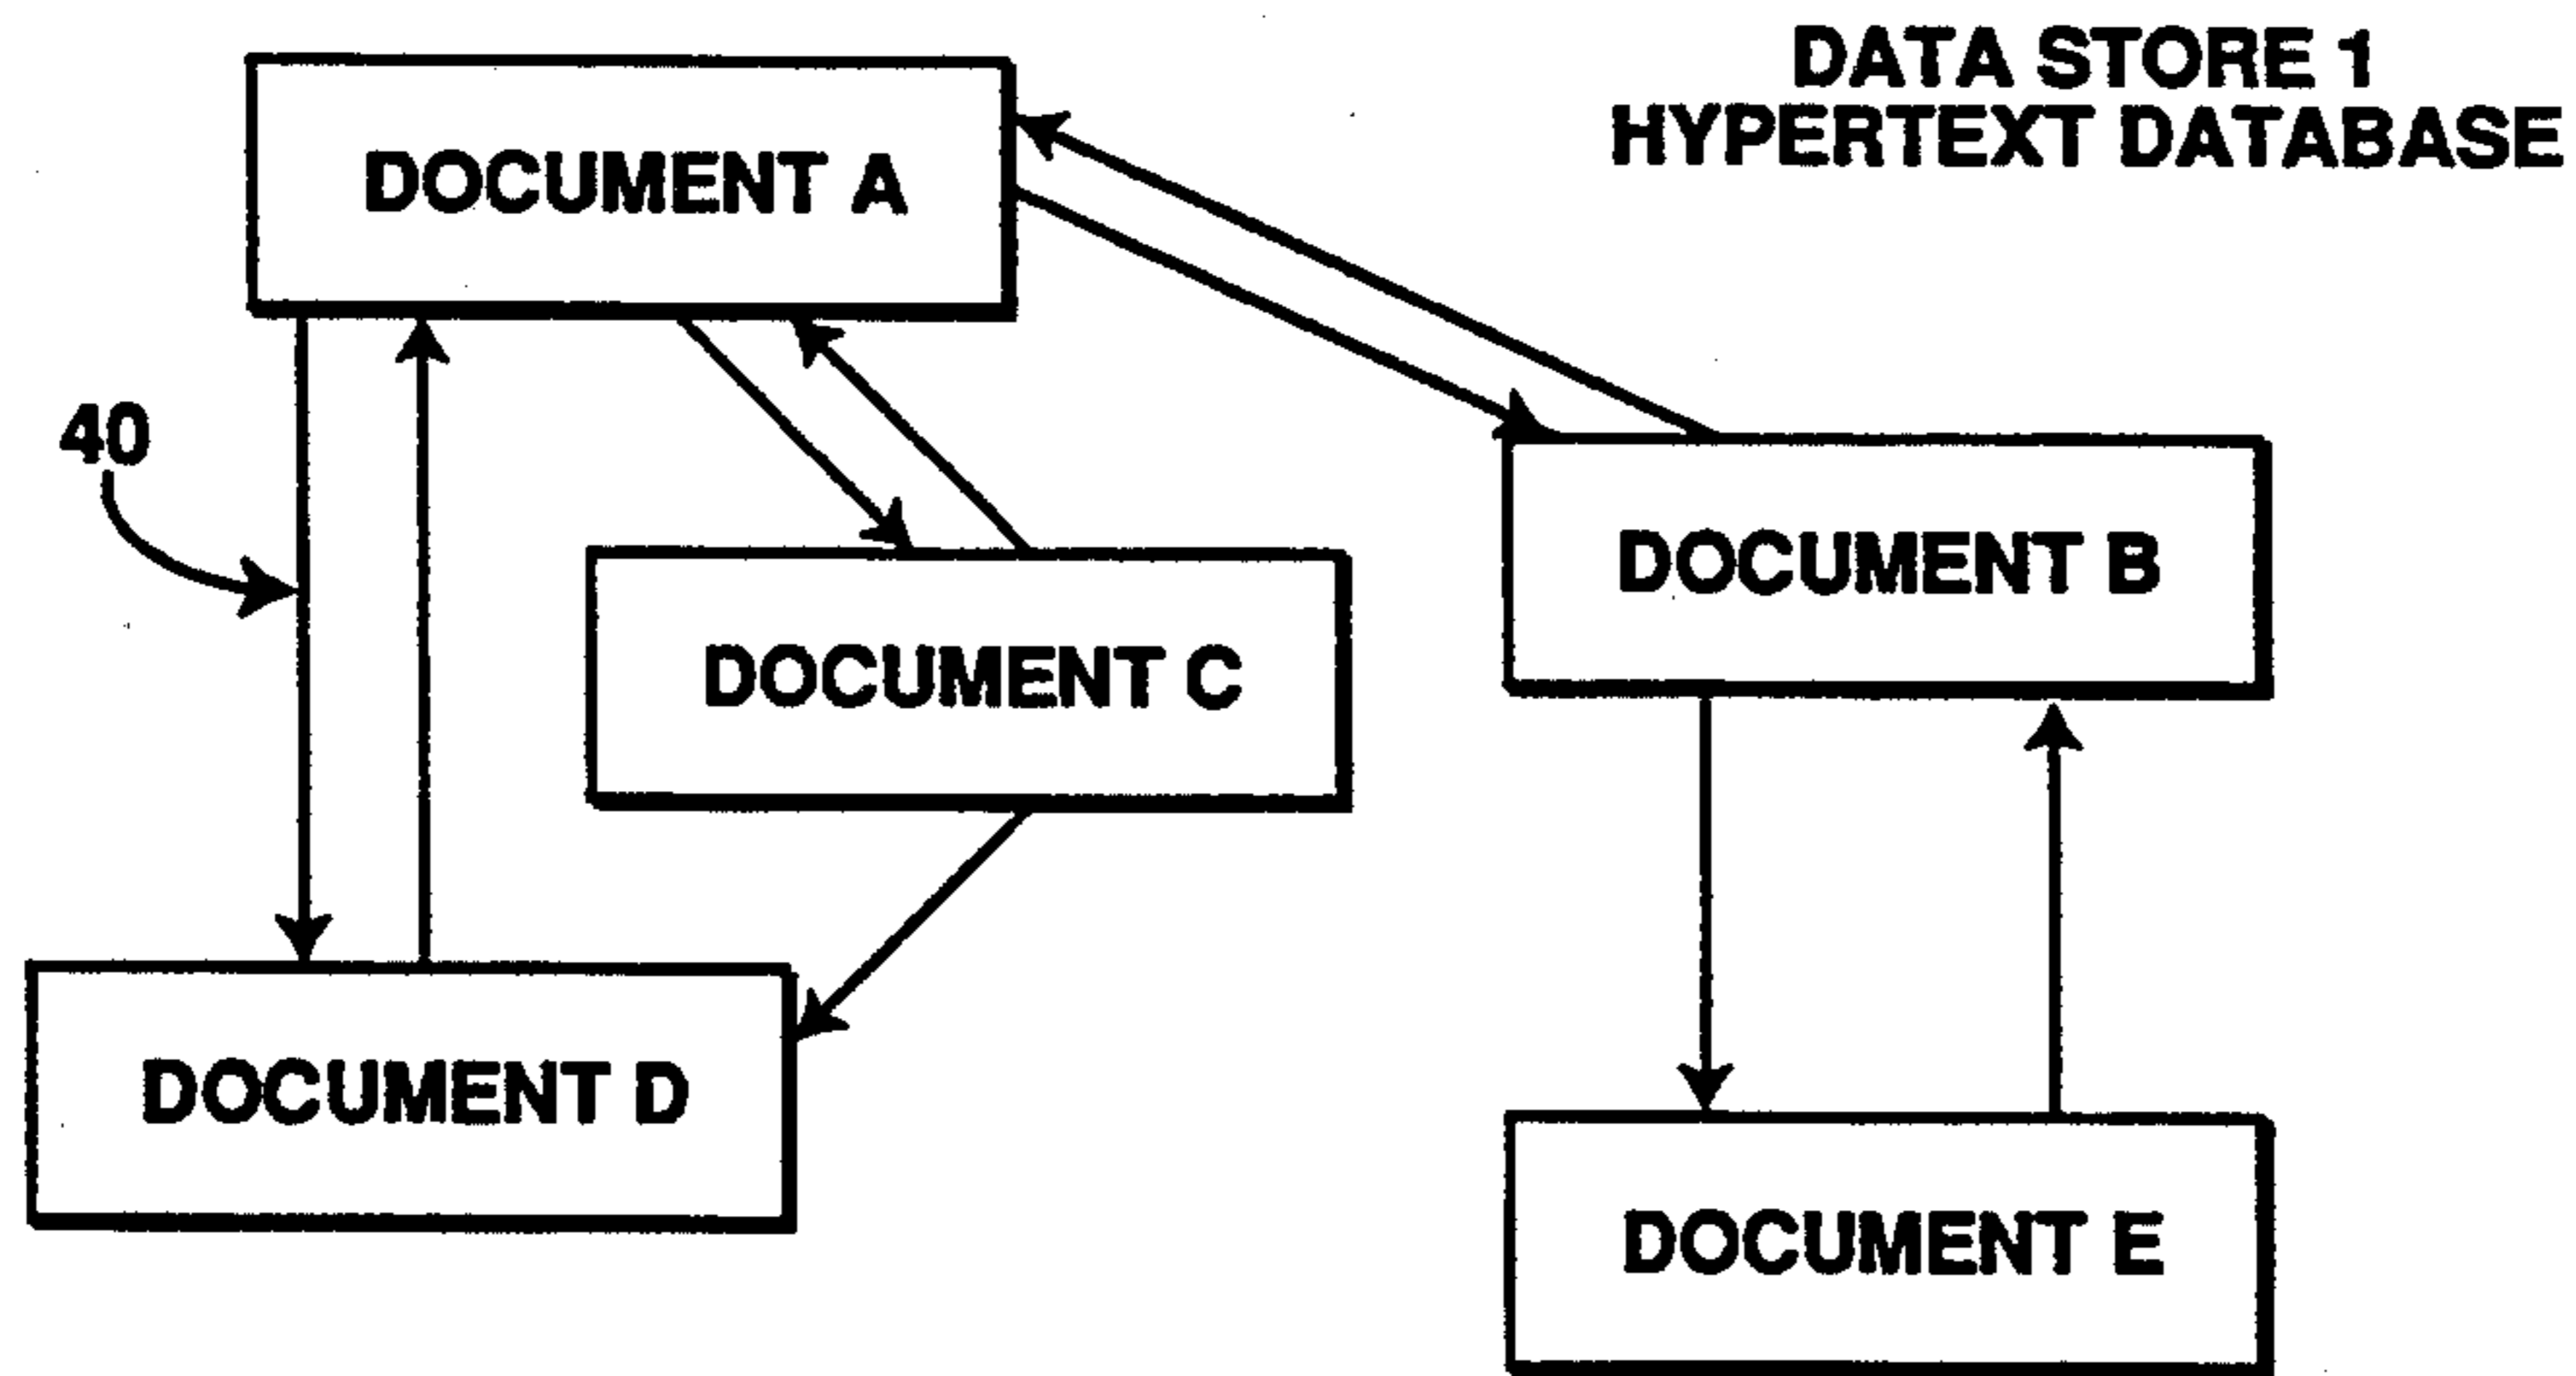 DATA STORE 1
HYPERTEXT DATABASE
DOCUMENT A
40
DOCUMENT B
DOCUMENT C
DOCUMENT D
DOCUMENT E